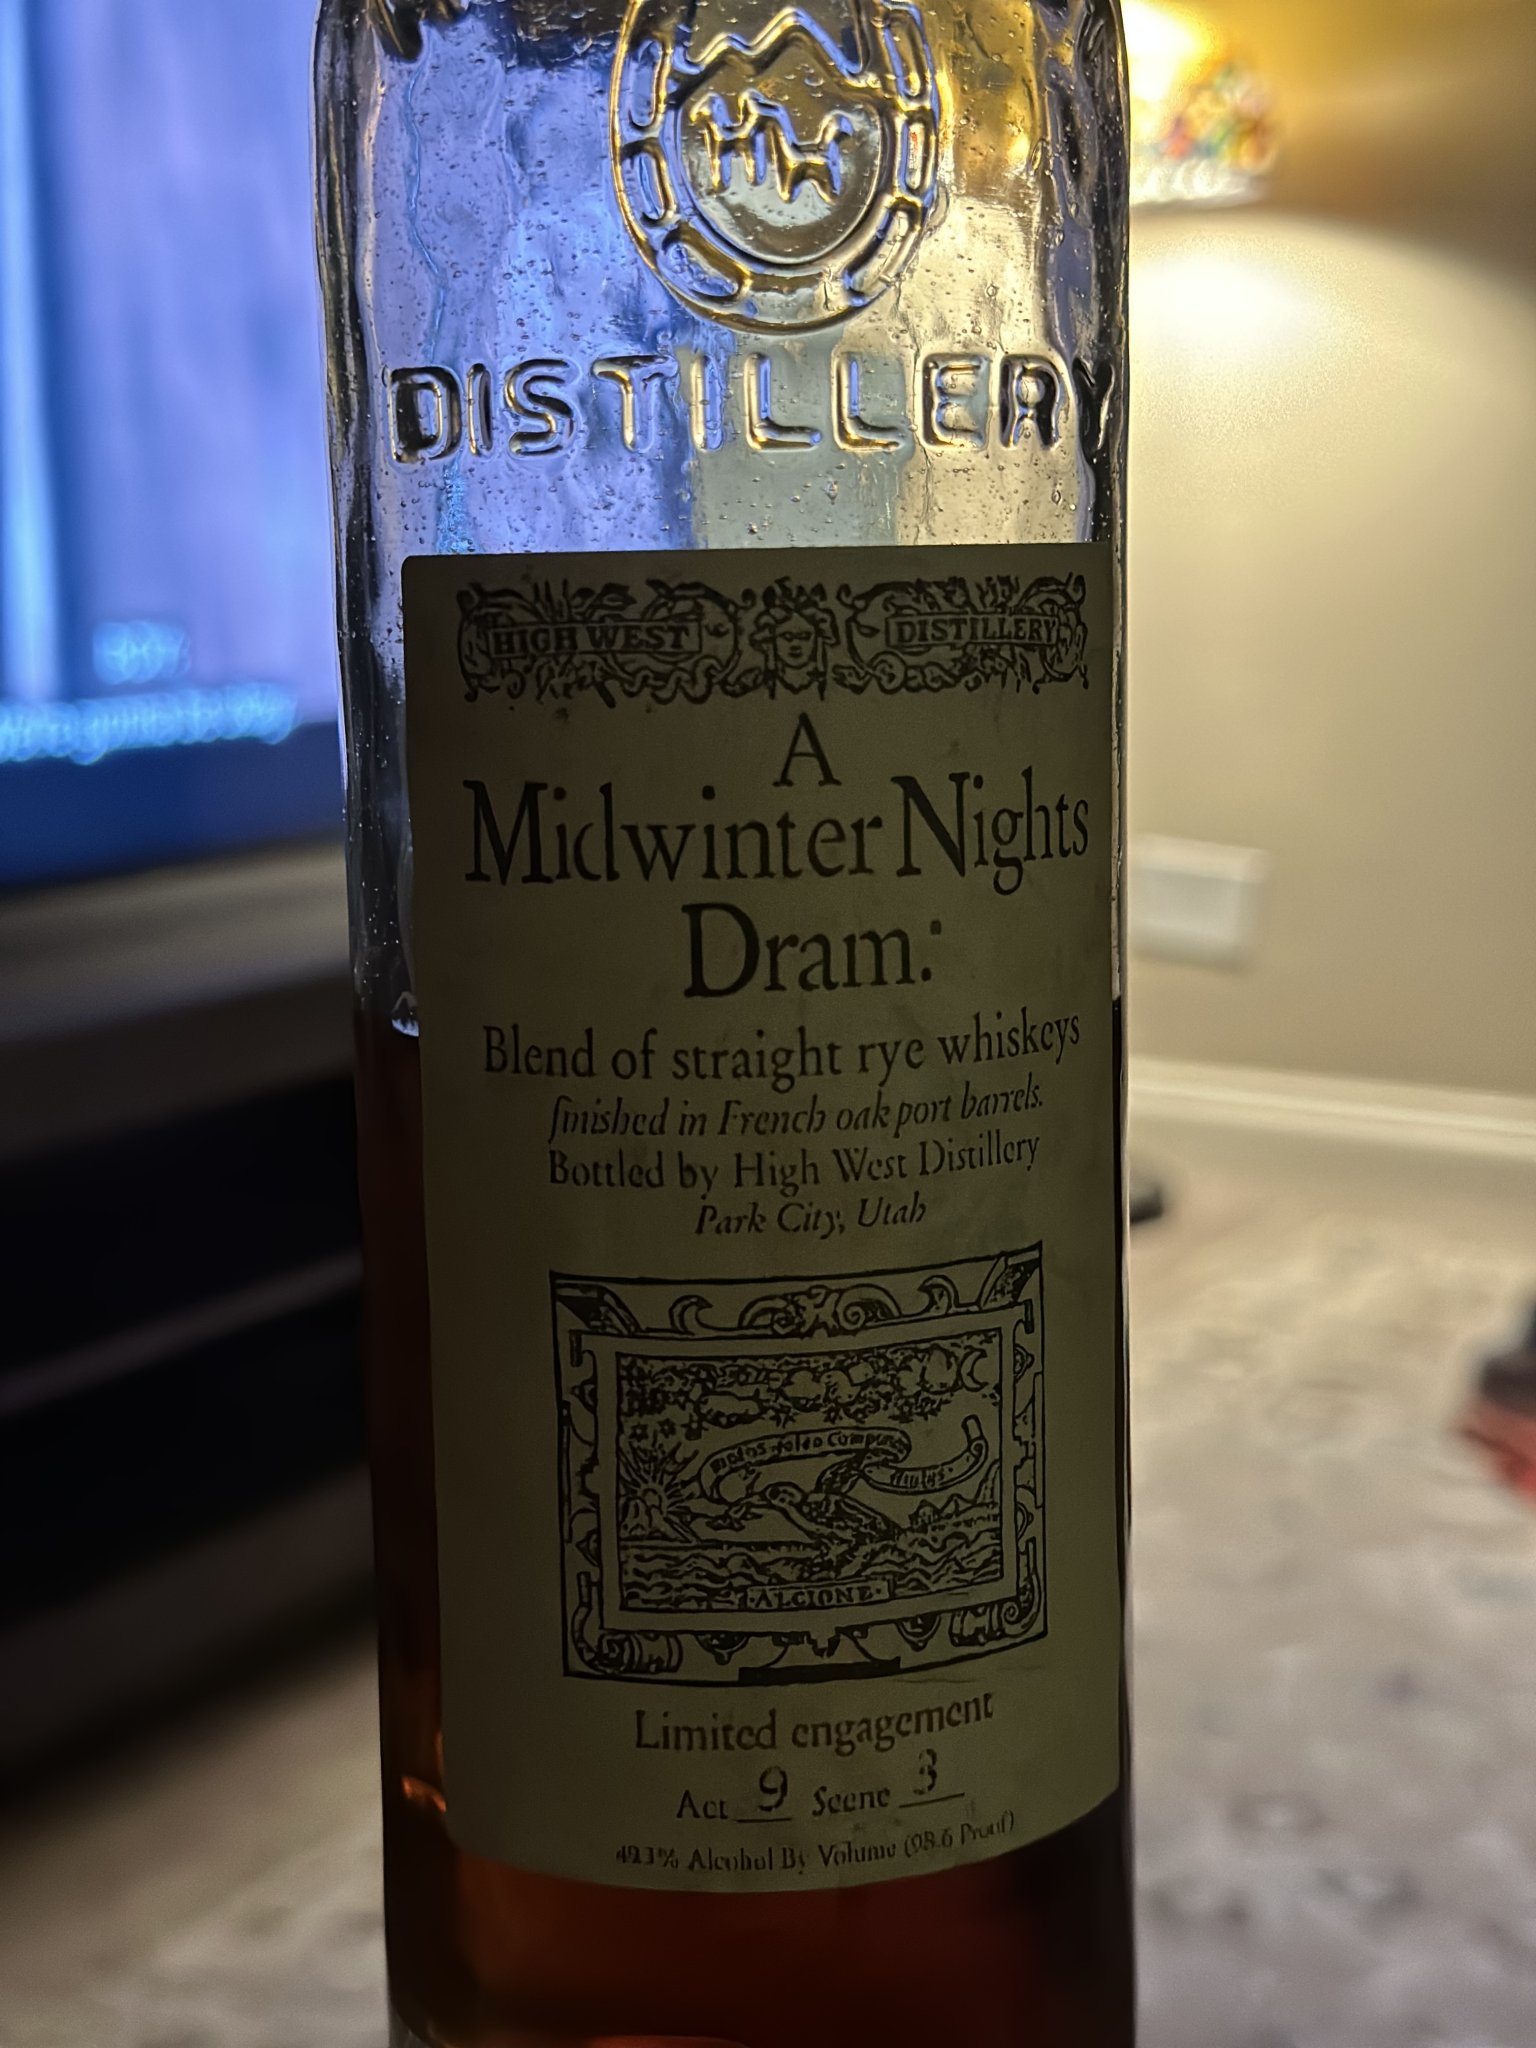 HW
DISTILLERY
HIGH WEST DISTILLERY
A
Midwinter Nights
Dram:
Blend of straight rye whiskeys
finished in French oak port barrels.
Bottled by High West Distillery
Park City, Utah
ALCIONE
Limited engagement
Act 9 Scene 3
49.3% Alcohol By Volume (98.6 Proof)